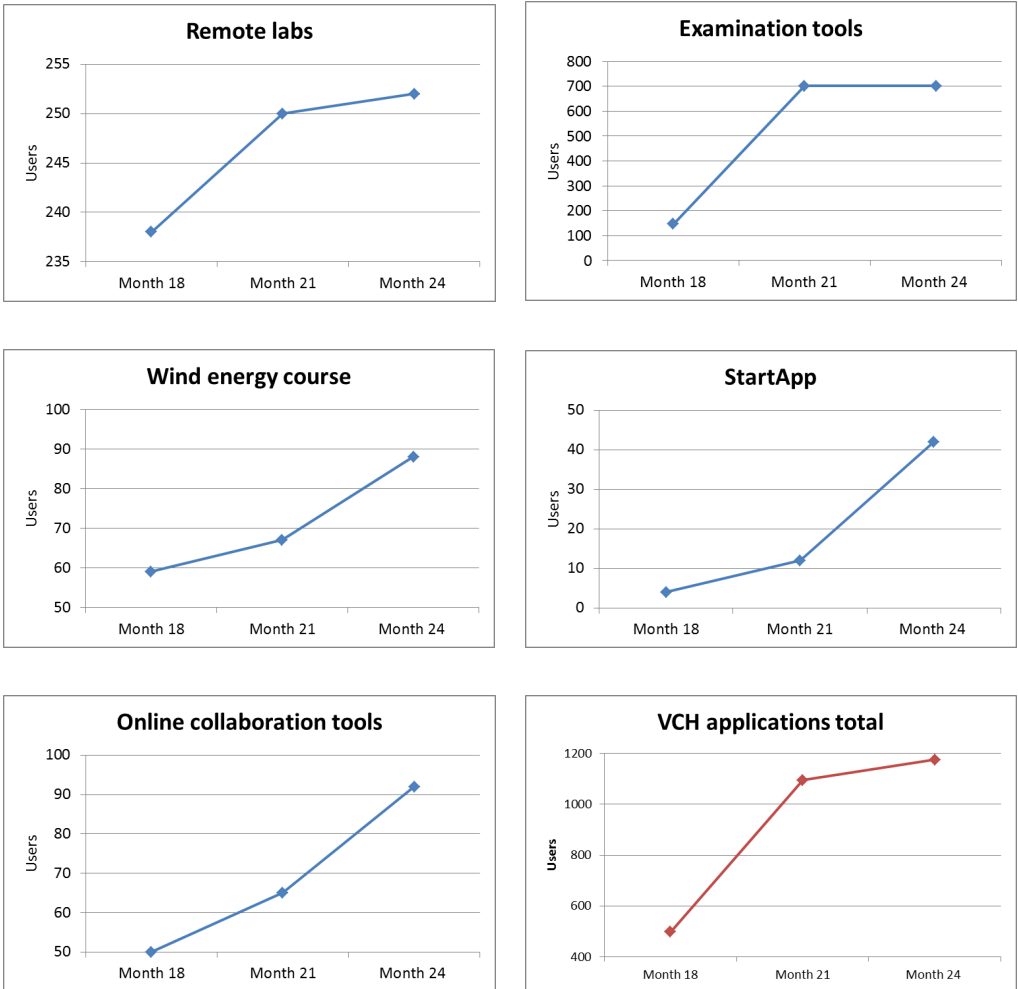 Remote labs
255
250
245
240
235
Users
Month 18 Month 21 Month 24
Examination tools
800
700
600
500
400
300
200
100
0
Users
Month 18 Month 21 Month 24
Wind energy course
100
90
80
70
60
50
Users
Month 18 Month 21 Month 24
StartApp
50
40
30
20
10
0
Users
Month 18 Month 21 Month 24
Online collaboration tools
100
90
80
70
60
50
Users
Month 18 Month 21 Month 24
VCH applications total
1200
1000
800
600
400
Users
Month 18 Month 21 Month 24